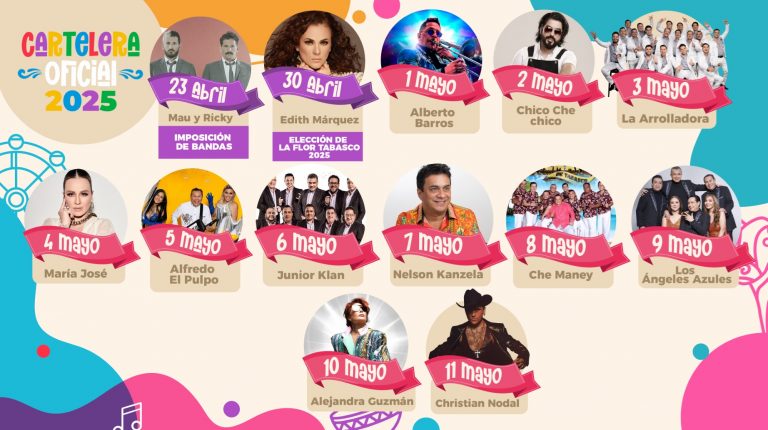 CARTELERA
OFICIAL
2025
23 Abril
Mau y Ricky
IMPOSICIÓN
DE BANDAS
30 Abril
Edith Márquez
ELECCIÓN DE
LA FLOR TABASCO
2025
1 MAYO
Alberto
Barros
2 MAYO
Chico Che
chico
3 MAYO
La Arrolladora
4 MAYO
María José
5 MAYO
Alfredo
El Pulpo
6 MAYO
Junior Klan
7 MAYO
Nelson Kanzela
8 MAYO
Che Maney
9 MAYO
Los
Ángeles Azules
10 MAYO
Alejandra Guzmán
11 MAYO
Christian Nodal